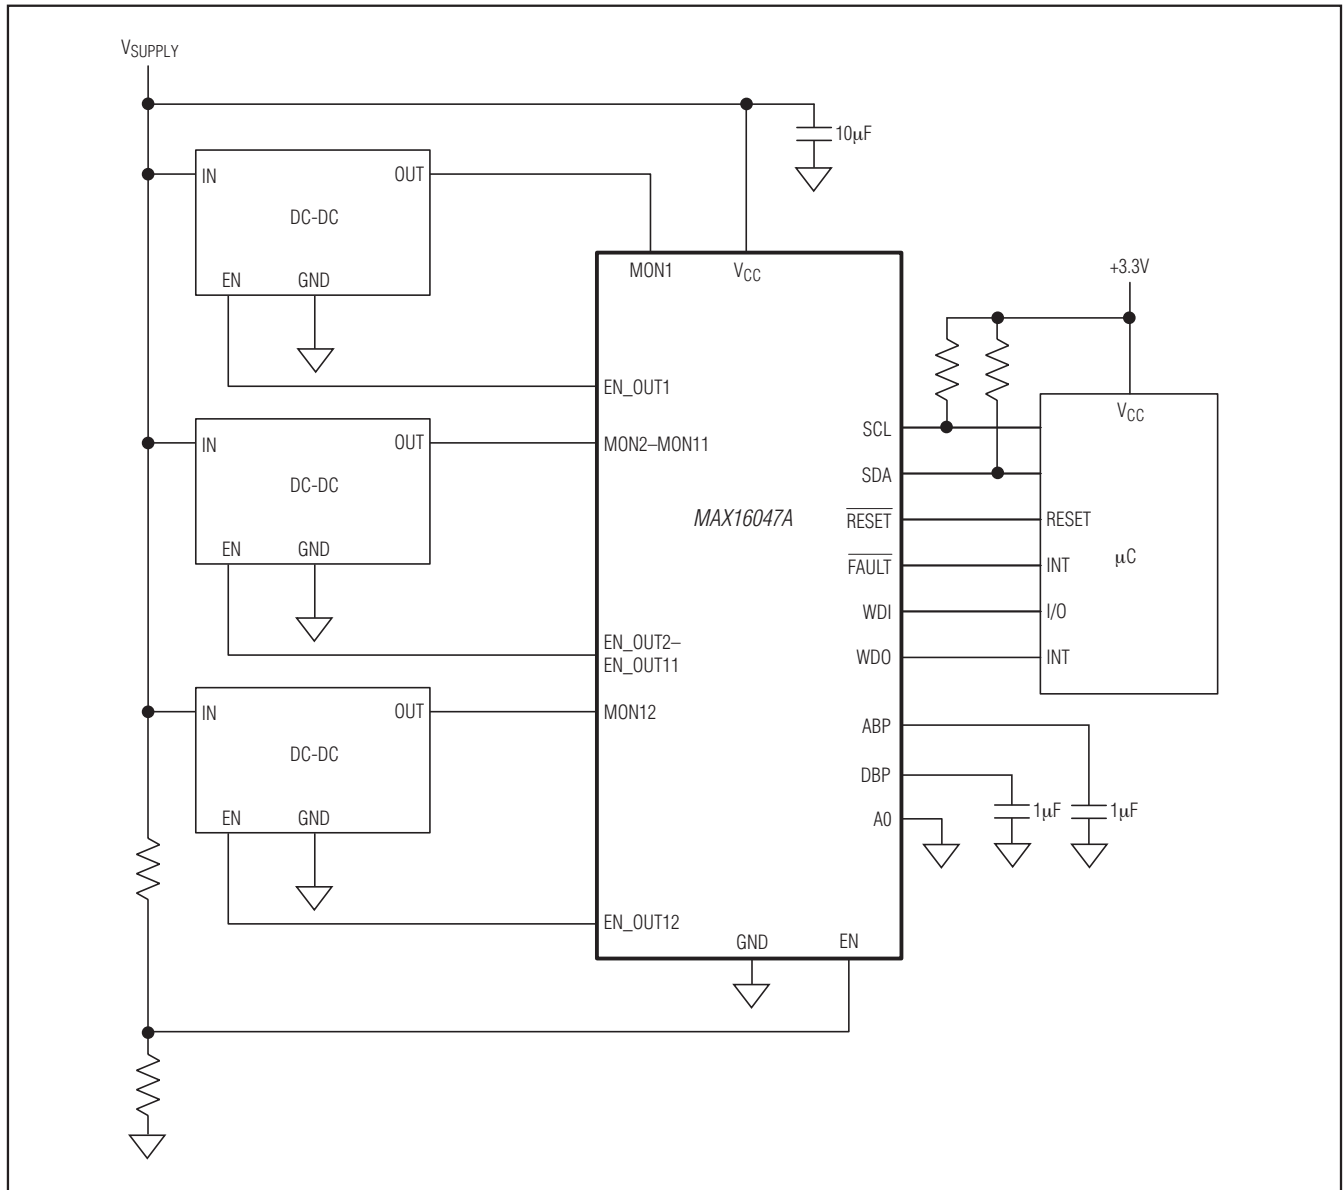 VSUPPLY
10μF
IN
OUT
DC-DC
EN
GND
MON1
VCC
+3.3V
EN_OUT1
VCC
IN
OUT
MON2–MON11
DC-DC
EN
GND
SCL
SDA
MAX16047A
RESET
RESET
μC
FAULT
INT
WDI
I/O
WDO
INT
EN_OUT2–
EN_OUT11
IN
OUT
MON12
DC-DC
EN
GND
ABP
DBP
1μF
1μF
A0
EN_OUT12
GND
EN